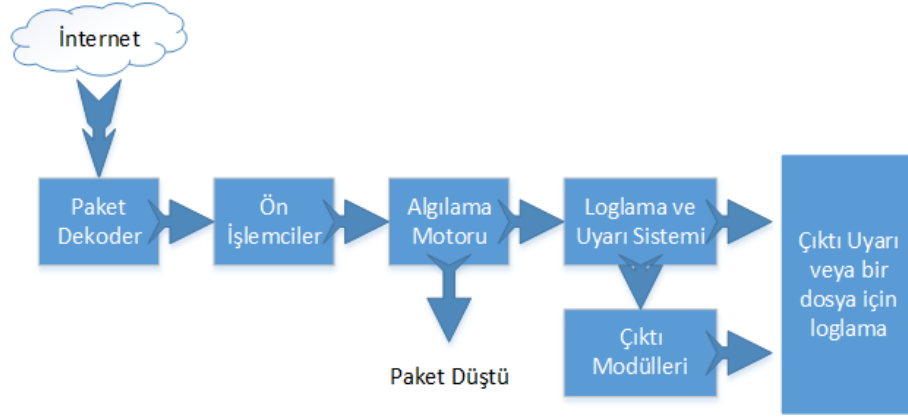 İnternet
Paket
Dekoder
Ön
İşlemciler
Algılama
Motoru
Loglama ve
Uyarı Sistemi
Çıktı Uyarı
veya bir
dosya için
loglama
Çıktı
Modülleri
Paket Düştü